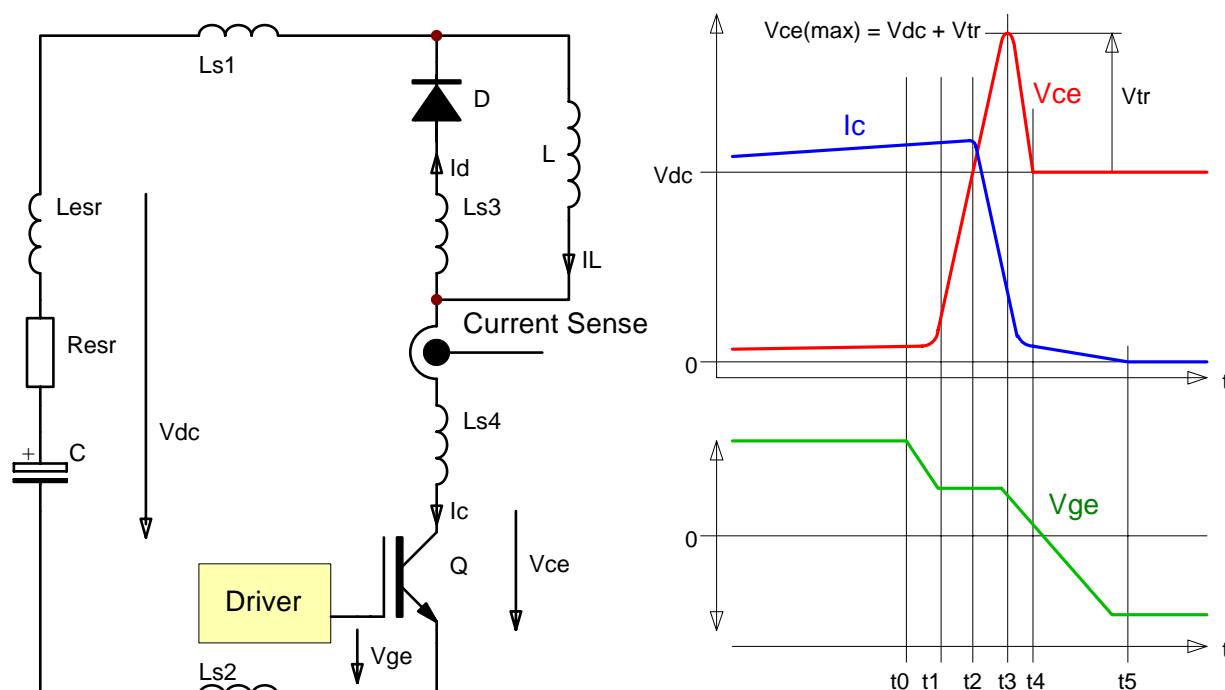 Ls1
D
L
Id
Ls3
IL
Lesr
Resr
+
C
Vdc
Current Sense
Ls4
Ic
Q
Vce
Driver
Vge
Ls2
Vce(max) = Vdc + Vtr
Vce
Vtr
Ic
Vdc
0
t
Vge
0
t
t0 t1 t2 t3 t4 t5